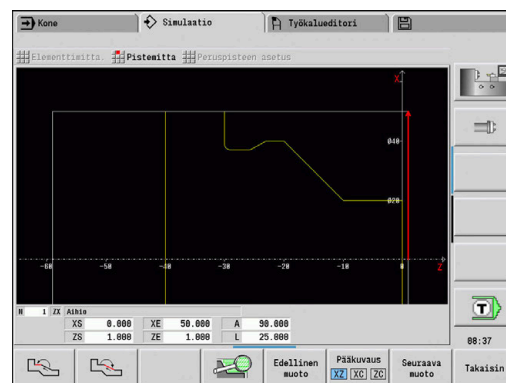 Kone Simulaatio Työkalueditori
Elementtimitta. Pistemitta Peruspisteen asetus
X
ø40
ø20
-60 -50 -40 -30 -20 -10 0 Z
N 1 ZX Aihio
XS 0.000 XE 50.000 A 90.000
ZS 1.000 ZE 1.000 L 25.000
T
08:37
Edellinen muoto
Pääkuvaus
XZ XC ZC
Seuraava muoto
Takaisin